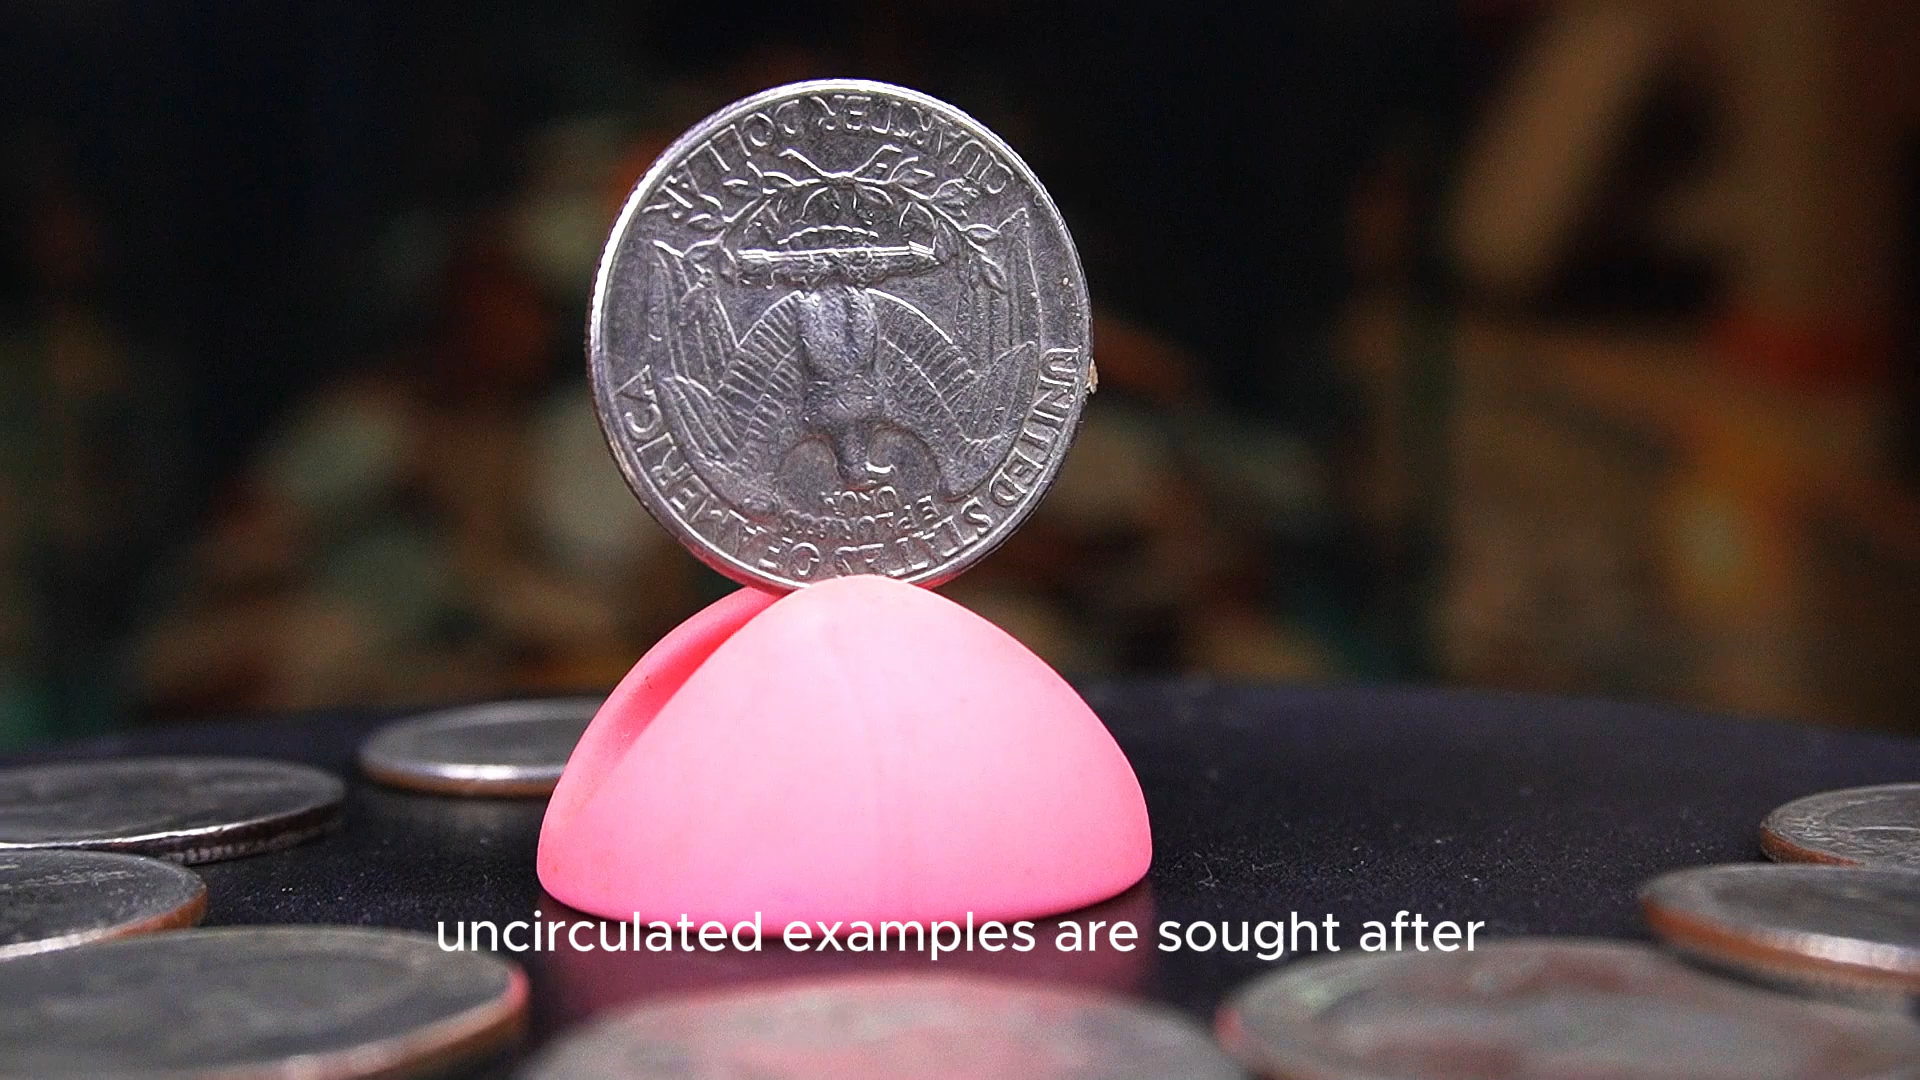 QUARTER DOLLAR
UNITED STATES OF AMERICA
E PLURIBUS
UNUM
uncirculated examples are sought after